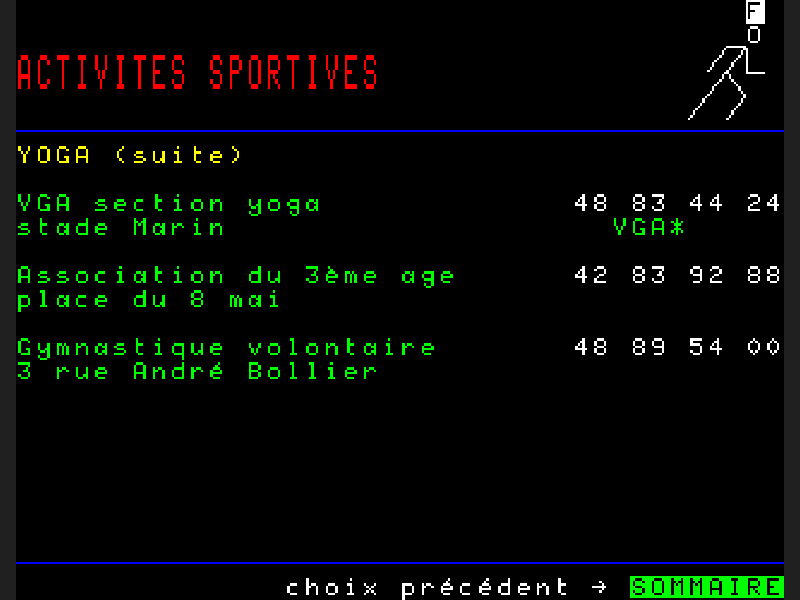 F
ACTIVITES SPORTIVES
YOGA (suite)
VGA section yoga 48 83 44 24
stade Marin VGA*
Association du 3ème age 42 83 92 88
place du 8 mai
Gymnastique volontaire 48 89 54 00
3 rue André Bollier
choix précédent → SOMMAIRE